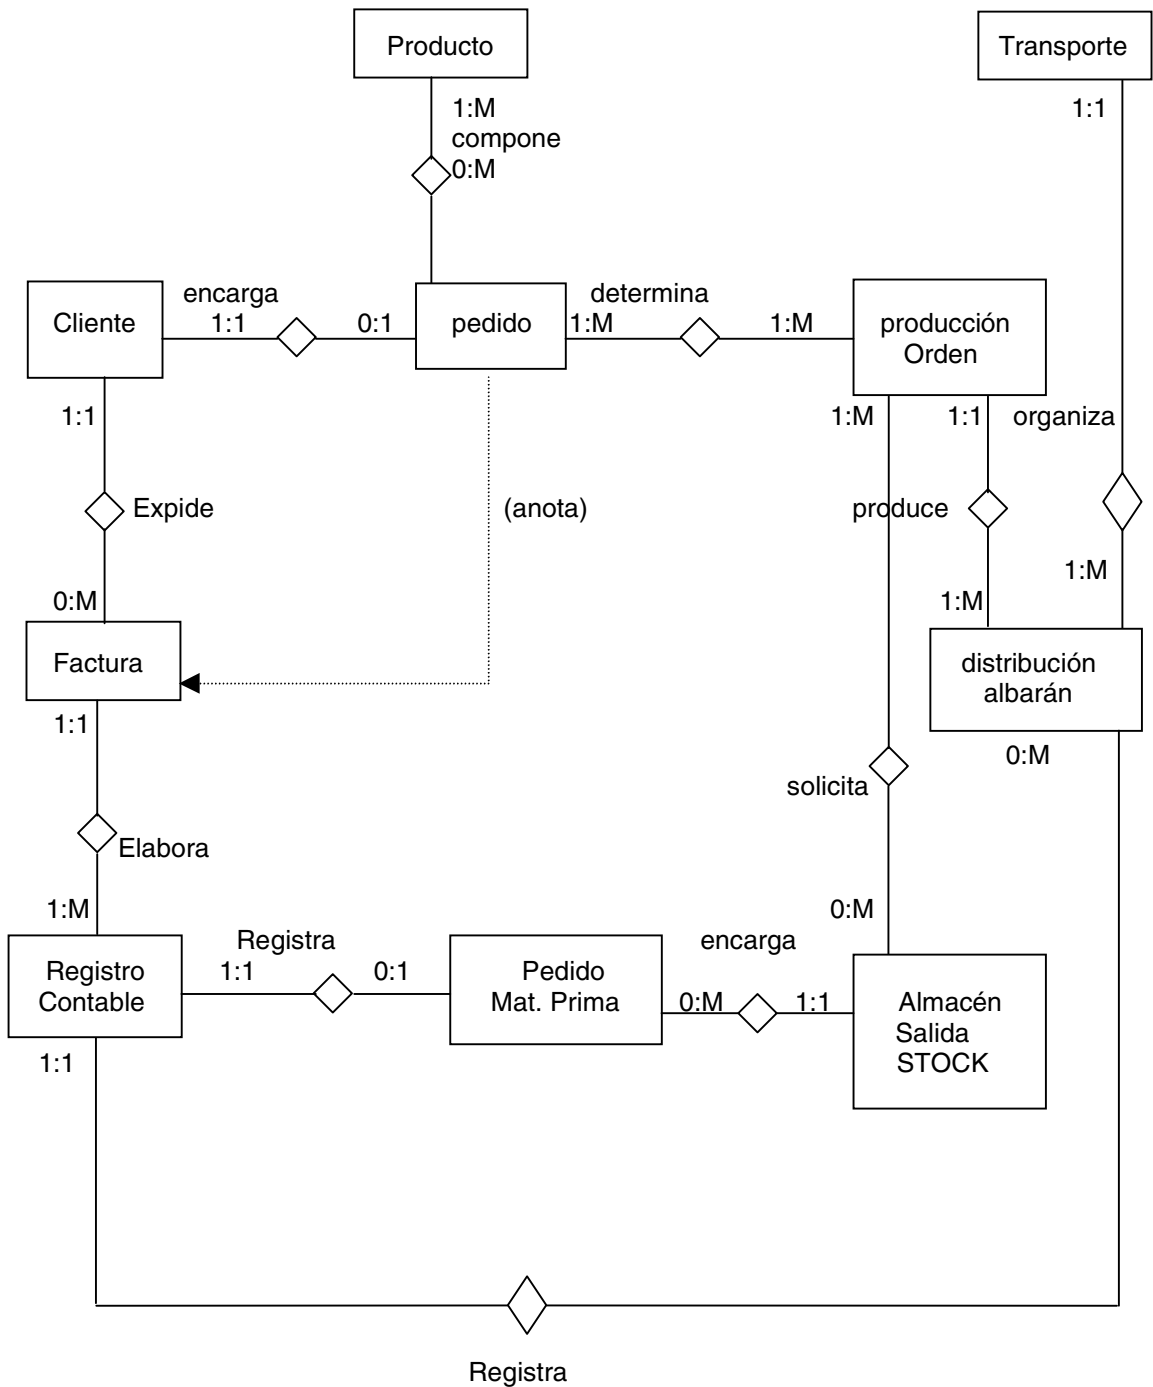 Producto
Transporte
1:M
1:1
compone
0:M
encarga
determina
Cliente
1:1
0:1
pedido
1:M
1:M
producción
Orden
1:1
1:M
1:1
organiza
Expide
(anota)
produce
1:M
0:M
1:M
Factura
distribución
albarán
1:1
0:M
solicita
Elabora
1:M
0:M
Registra
encarga
Registro
Contable
1:1
0:1
Pedido
Mat. Prima
0:M
1:1
Almacén
Salida
STOCK
1:1
Registra